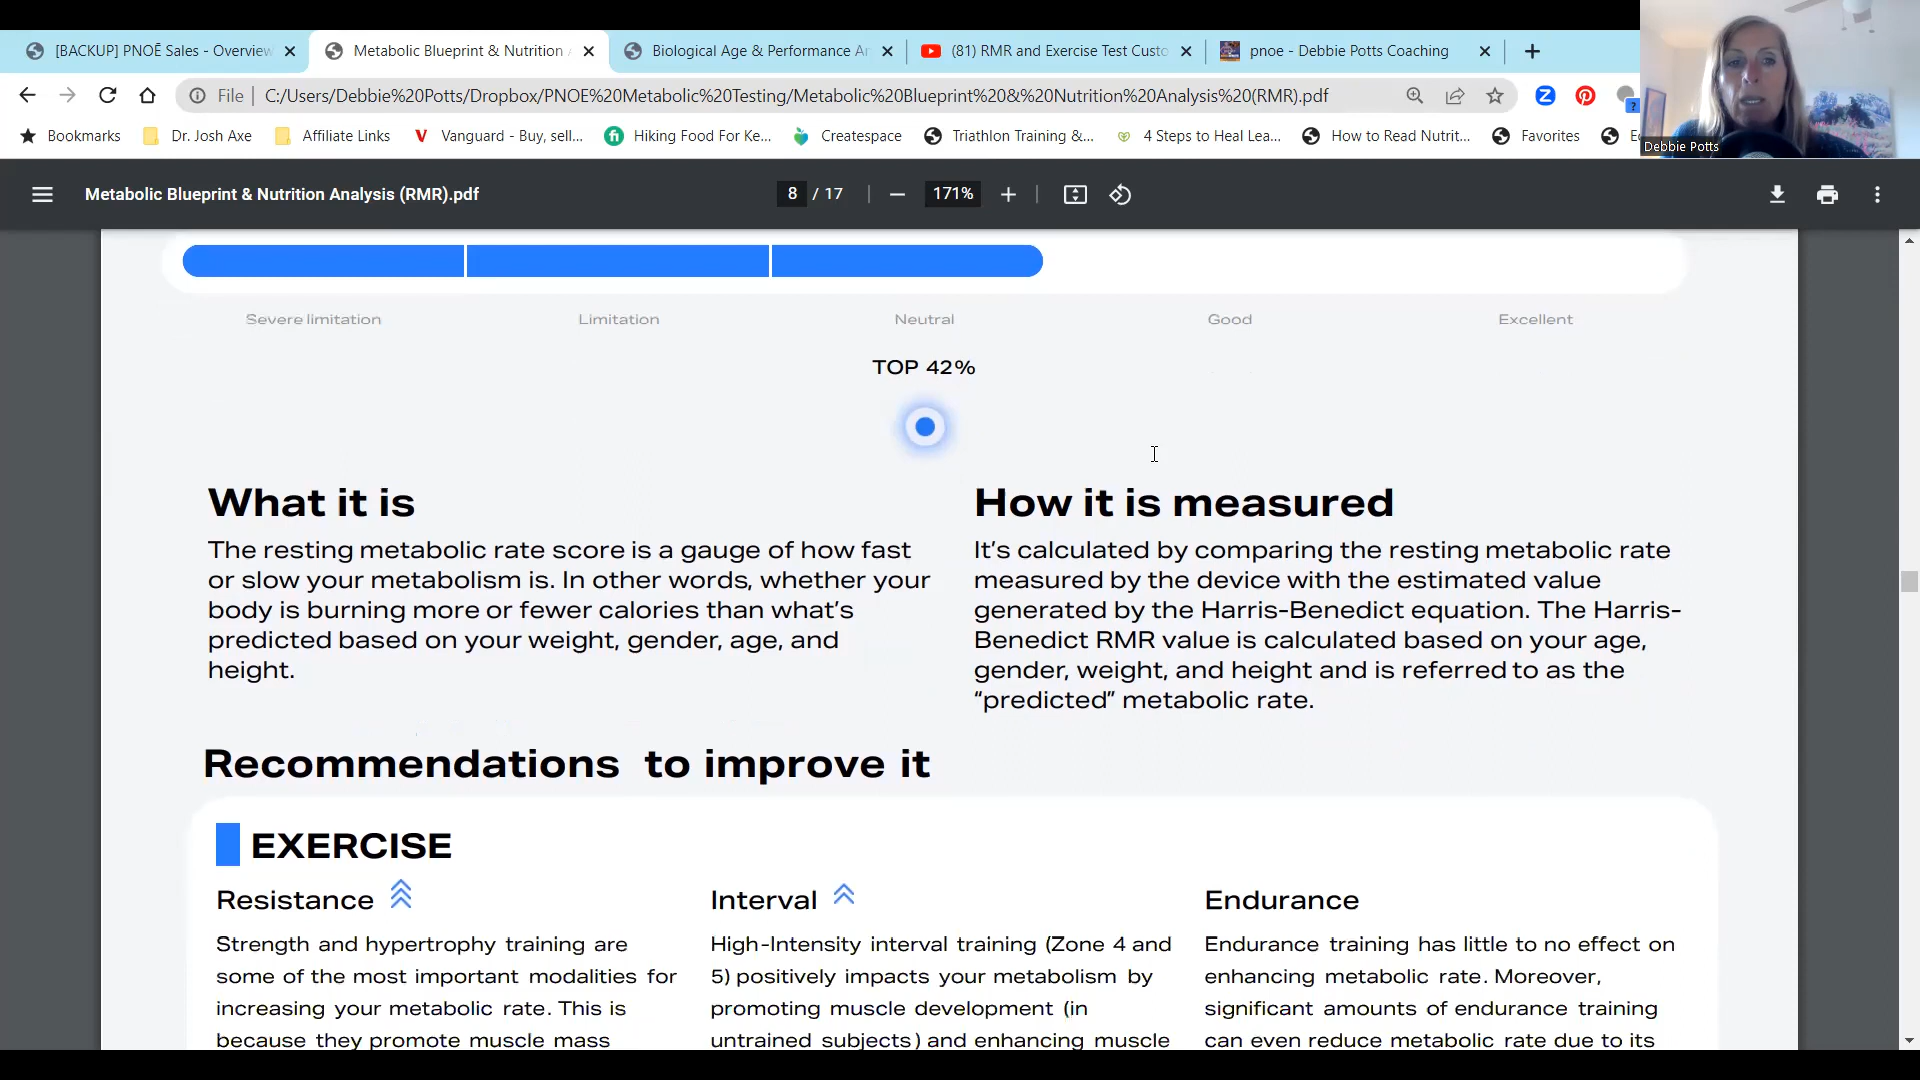 [BACKUP] PNOĒ Sales - Overview
Metabolic Blueprint & Nutrition A
Biological Age & Performance An
(81) RMR and Exercise Test Custo
pnoe - Debbie Potts Coaching
File C:/Users/Debbie%20Potts/Dropbox/PNOE%20Metabolic%20Testing/Metabolic%20Blueprint%20&%20Nutrition%20Analysis%20(RMR).pdf
Bookmarks Dr. Josh Axe Affiliate Links Vanguard - Buy, sell... Hiking Food For Ke... Createspace Triathlon Training &... 4 Steps to Heal Lea... How to Read Nutrit... Favorites
Debbie Potts
Metabolic Blueprint & Nutrition Analysis (RMR).pdf 8 / 17 171%
Severe limitation Limitation Neutral Good Excellent
TOP 42%
What it is
The resting metabolic rate score is a gauge of how fast
or slow your metabolism is. In other words, whether your
body is burning more or fewer calories than what's
predicted based on your weight, gender, age, and
height.
How it is measured
It's calculated by comparing the resting metabolic rate
measured by the device with the estimated value
generated by the Harris-Benedict equation. The Harris-
Benedict RMR value is calculated based on your age,
gender, weight, and height and is referred to as the
“predicted” metabolic rate.
Recommendations to improve it
EXERCISE
Resistance
Strength and hypertrophy training are
some of the most important modalities for
increasing your metabolic rate. This is
because they promote muscle mass
Interval
High-Intensity interval training (Zone 4 and
5) positively impacts your metabolism by
promoting muscle development (in
untrained subjects) and enhancing muscle
Endurance
Endurance training has little to no effect on
enhancing metabolic rate. Moreover,
significant amounts of endurance training
can even reduce metabolic rate due to its